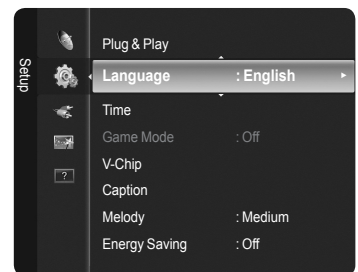 Setup
Plug & Play
Language : English
Time
Game Mode : Off
V-Chip
Caption
Melody : Medium
Energy Saving : Off
?